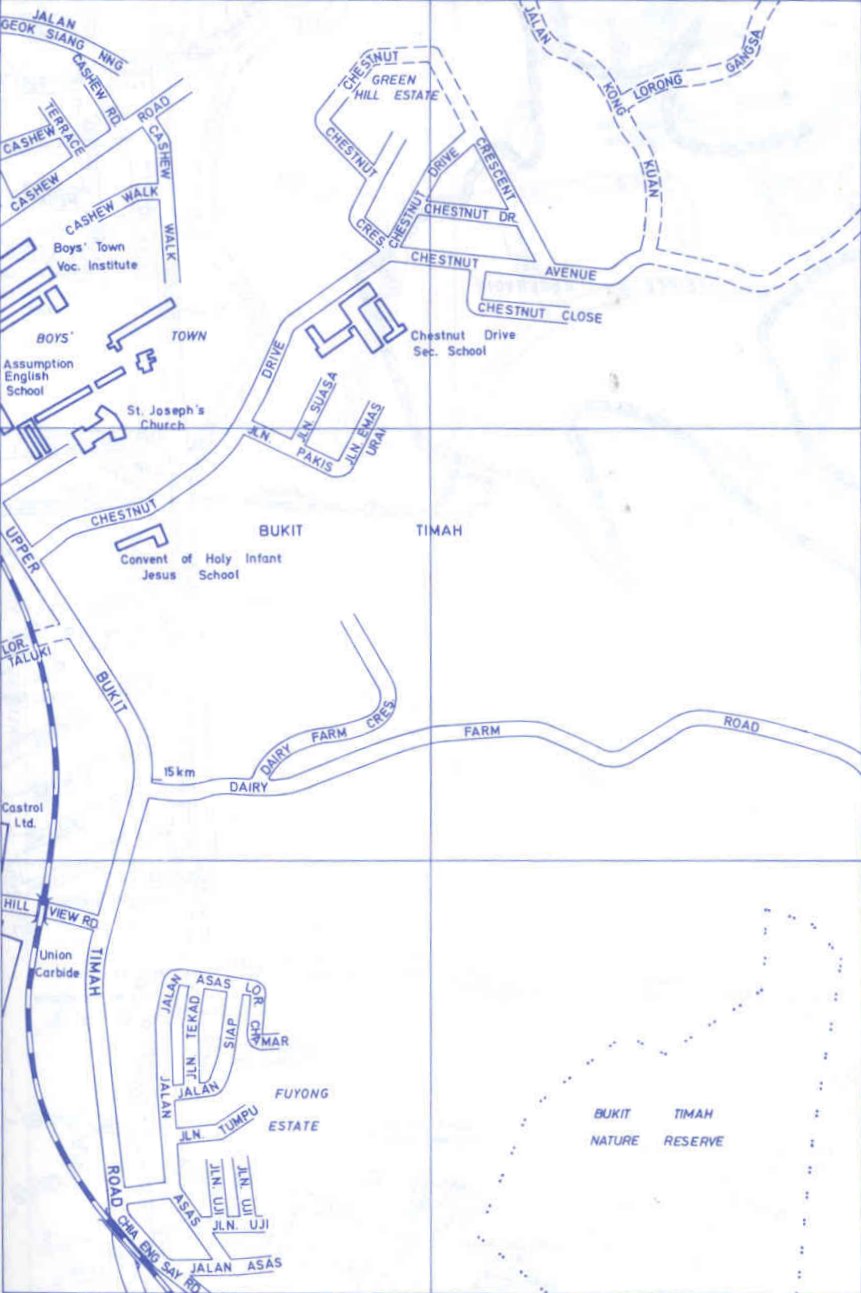 JALAN
GEOK SIANG NNG
CASHEW RD
ROAD
CASHEW
TERRACE
CASHEW
CASHEW WALK
CASHEW
WALK
Boys' Town
Voc. Institute
BOYS' TOWN
Assumption
English
School
St. Joseph's
Church
CHESTNUT
GREEN
HILL ESTATE
CHESTNUT
CRES.
CHESTNUT DRIVE
CRESCENT
CHESTNUT DR.
CHESTNUT AVENUE
CHESTNUT CLOSE
JALAN KONG KUAN
LORONG GANGSA
Chestnut Drive
Sec. School
DRIVE
JLN. SUASA
JLN. EMAS
URAI
JLN. PAKIS
CHESTNUT
BUKIT TIMAH
Convent of Holy Infant
Jesus School
UPPER
LOR.
TALUKI
BUKIT
15km
DAIRY FARM CRES.
DAIRY FARM ROAD
Castrol
Ltd.
HILL VIEW RD
TIMAH
Union
Carbide
JALAN ASAS
LOR. CHAMAR
JLN. TEKAD
SIAP
JALAN
JALAN
JLN. TUMPU
FUYONG
ESTATE
BUKIT TIMAH
NATURE RESERVE
ROAD
ASAS
JLN. UJI
JLN. UJI
JLN. UJI
CHIA ENG SAY RD
JALAN ASAS